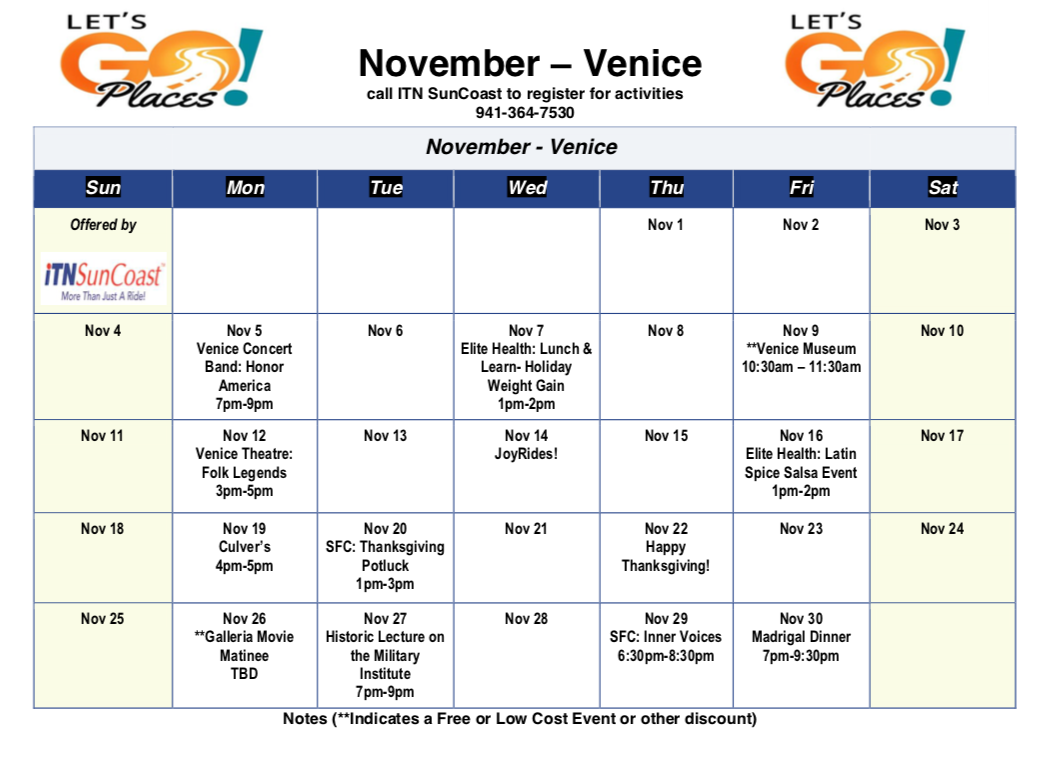 LET'S
GO!
Places
LET'S
GO!
Places
November – Venice
call ITN SunCoast to register for activities
941-364-7530
November - Venice
Sun Mon Tue Wed Thu Fri Sat
Offered by
iTNSunCoast
More Than Just A Ride!
Nov 1
Nov 2
Nov 3
Nov 4
Nov 5
Venice Concert
Band: Honor
America
7pm-9pm
Nov 6
Nov 7
Elite Health: Lunch &
Learn- Holiday
Weight Gain
1pm-2pm
Nov 8
Nov 9
**Venice Museum
10:30am – 11:30am
Nov 10
Nov 11
Nov 12
Venice Theatre:
Folk Legends
3pm-5pm
Nov 13
Nov 14
JoyRides!
Nov 15
Nov 16
Elite Health: Latin
Spice Salsa Event
1pm-2pm
Nov 17
Nov 18
Nov 19
Culver's
4pm-5pm
Nov 20
SFC: Thanksgiving
Potluck
1pm-3pm
Nov 21
Nov 22
Happy
Thanksgiving!
Nov 23
Nov 24
Nov 25
Nov 26
**Galleria Movie
Matinee
TBD
Nov 27
Historic Lecture on
the Military
Institute
7pm-9pm
Nov 28
Nov 29
SFC: Inner Voices
6:30pm-8:30pm
Nov 30
Madrigal Dinner
7pm-9:30pm
Notes (**Indicates a Free or Low Cost Event or other discount)